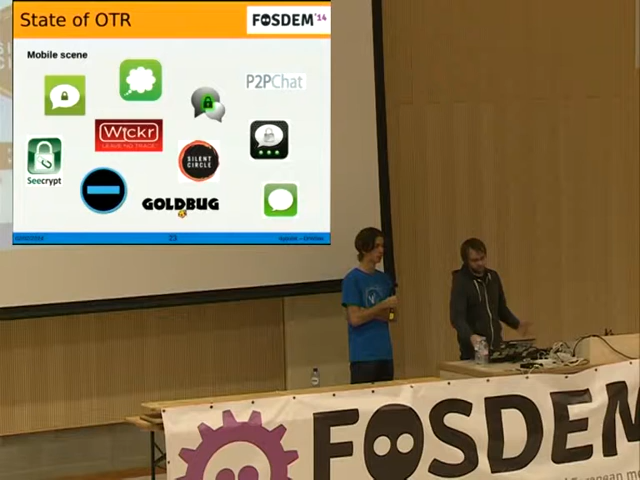 State of OTR
FOSDEM'14
Mobile scene
P2PChat
Wickr
LEAVE NO TRACE
SILENT
CIRCLE
Seecrypt
GOLDBUG
23
FOSDEM